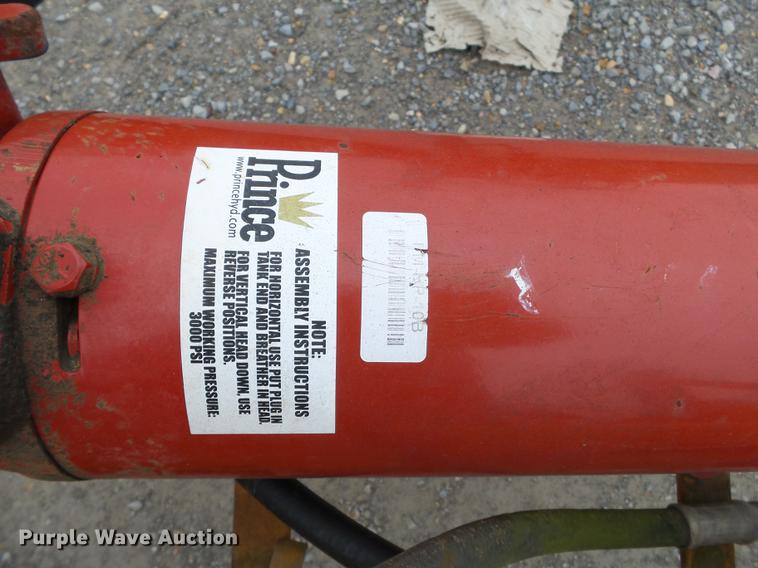 Prince
www.princehyd.com
NOTE:
ASSEMBLY INSTRUCTIONS
FOR HORIZONTAL USE PUT PLUG IN
TANK END AND BREATHER IN HEAD.
FOR VERTICAL HEAD DOWN, USE
REVERSE POSITIONS.
MAXIMUM WORKING PRESSURE:
3000 PSI
Purple Wave Auction